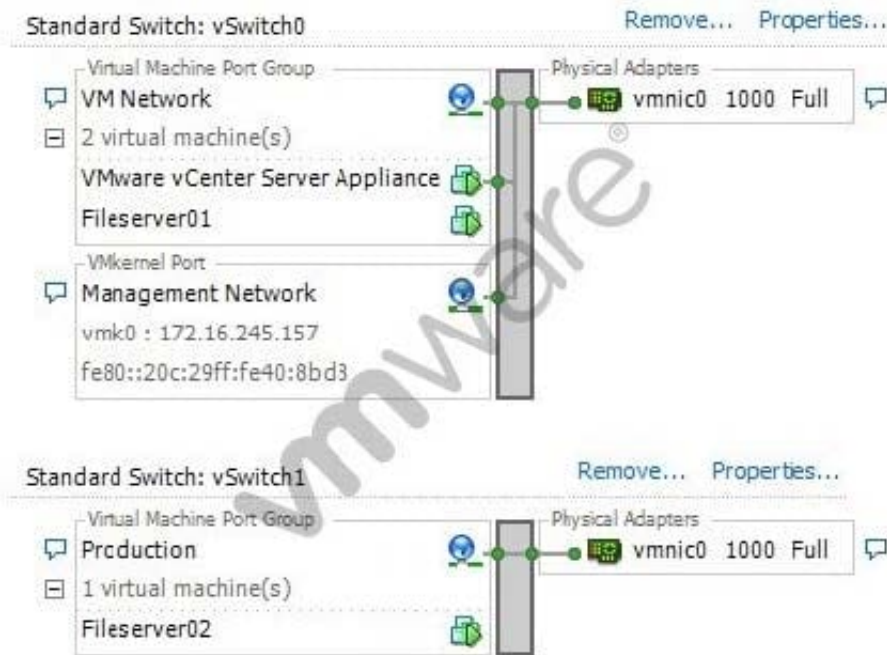 Standard Switch: vSwitch0 Remove... Properties...
Virtual Machine Port Group Physical Adapters
VM Network vmnic0 1000 Full
2 virtual machine(s)
VMware vCenter Server Appliance
Fileserver01
VMkernel Port
Management Network
vmk0 : 172.16.245.157
fe80::20c:29ff:fe40:8bd3
vmware®
Standard Switch: vSwitch1 Remove... Properties...
Virtual Machine Port Group Physical Adapters
Production vmnic0 1000 Full
1 virtual machine(s)
Fileserver02